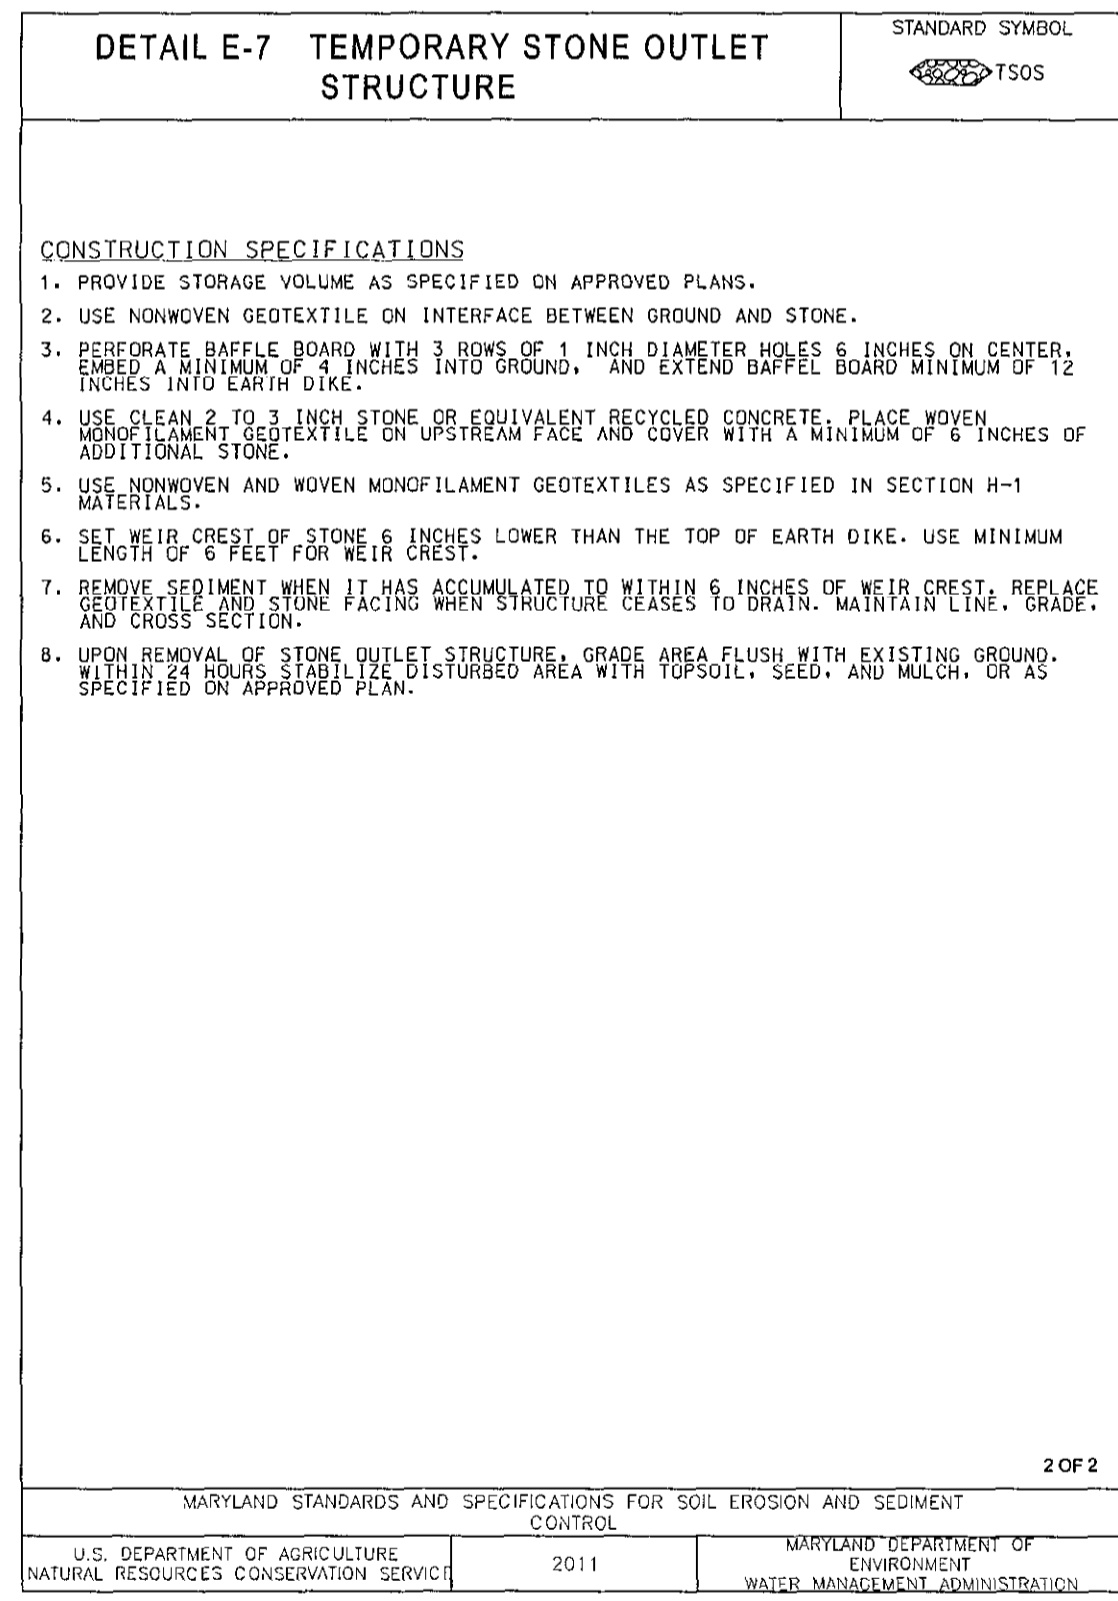 DETAIL E-7 TEMPORARY STONE OUTLET
STRUCTURE
STANDARD SYMBOL
TSOS
CONSTRUCTION SPECIFICATIONS
1. PROVIDE STORAGE VOLUME AS SPECIFIED ON APPROVED PLANS.
2. USE NONWOVEN GEOTEXTILE ON INTERFACE BETWEEN GROUND AND STONE.
3. PERFORATE BAFFLE BOARD WITH 3 ROWS OF 1 INCH DIAMETER HOLES 6 INCHES ON CENTER,
EMBED A MINIMUM OF 4 INCHES INTO GROUND, AND EXTEND BAFFEL BOARD MINIMUM OF 12
INCHES INTO EARTH DIKE.
4. USE CLEAN 2 TO 3 INCH STONE OR EQUIVALENT RECYCLED CONCRETE. PLACE WOVEN
MONOFILAMENT GEOTEXTILE ON UPSTREAM FACE AND COVER WITH A MINIMUM OF 6 INCHES OF
ADDITIONAL STONE.
5. USE NONWOVEN AND WOVEN MONOFILAMENT GEOTEXTILES AS SPECIFIED IN SECTION H-1
MATERIALS.
6. SET WEIR CREST OF STONE 6 INCHES LOWER THAN THE TOP OF EARTH DIKE. USE MINIMUM
LENGTH OF 6 FEET FOR WEIR CREST.
7. REMOVE SEDIMENT WHEN IT HAS ACCUMULATED TO WITHIN 6 INCHES OF WEIR CREST. REPLACE
GEOTEXTILE AND STONE FACING WHEN STRUCTURE CEASES TO DRAIN. MAINTAIN LINE, GRADE,
AND CROSS SECTION.
8. UPON REMOVAL OF STONE OUTLET STRUCTURE, GRADE AREA FLUSH WITH EXISTING GROUND.
WITHIN 24 HOURS STABILIZE DISTURBED AREA WITH TOPSOIL, SEED, AND MULCH, OR AS
SPECIFIED ON APPROVED PLAN.
2 OF 2
MARYLAND STANDARDS AND SPECIFICATIONS FOR SOIL EROSION AND SEDIMENT
CONTROL
U.S. DEPARTMENT OF AGRICULTURE
NATURAL RESOURCES CONSERVATION SERVICE
2011
MARYLAND DEPARTMENT OF
ENVIRONMENT
WATER MANAGEMENT ADMINISTRATION